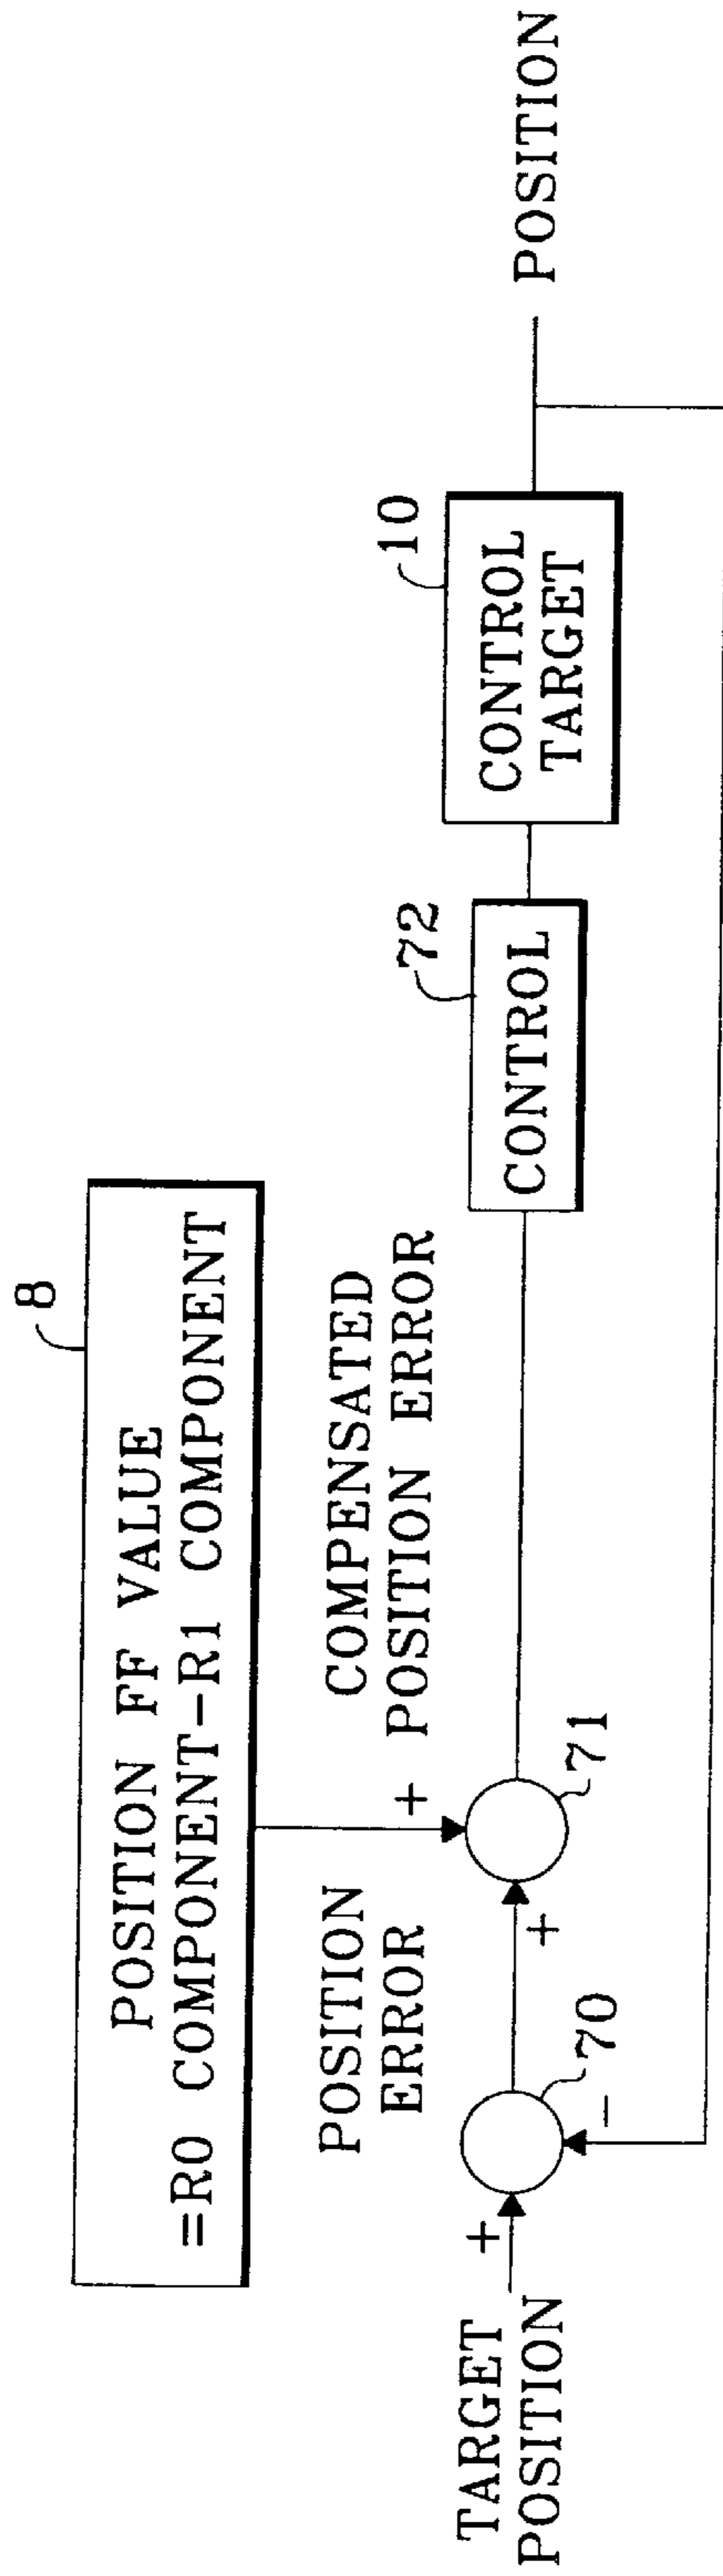 8
POSITION FF VALUE
=R0 COMPONENT-R1 COMPONENT
POSITION
ERROR
+
COMPENSATED
POSITION ERROR
72
10
TARGET
POSITION
+
-
70
+
71
CONTROL
CONTROL
TARGET
POSITION